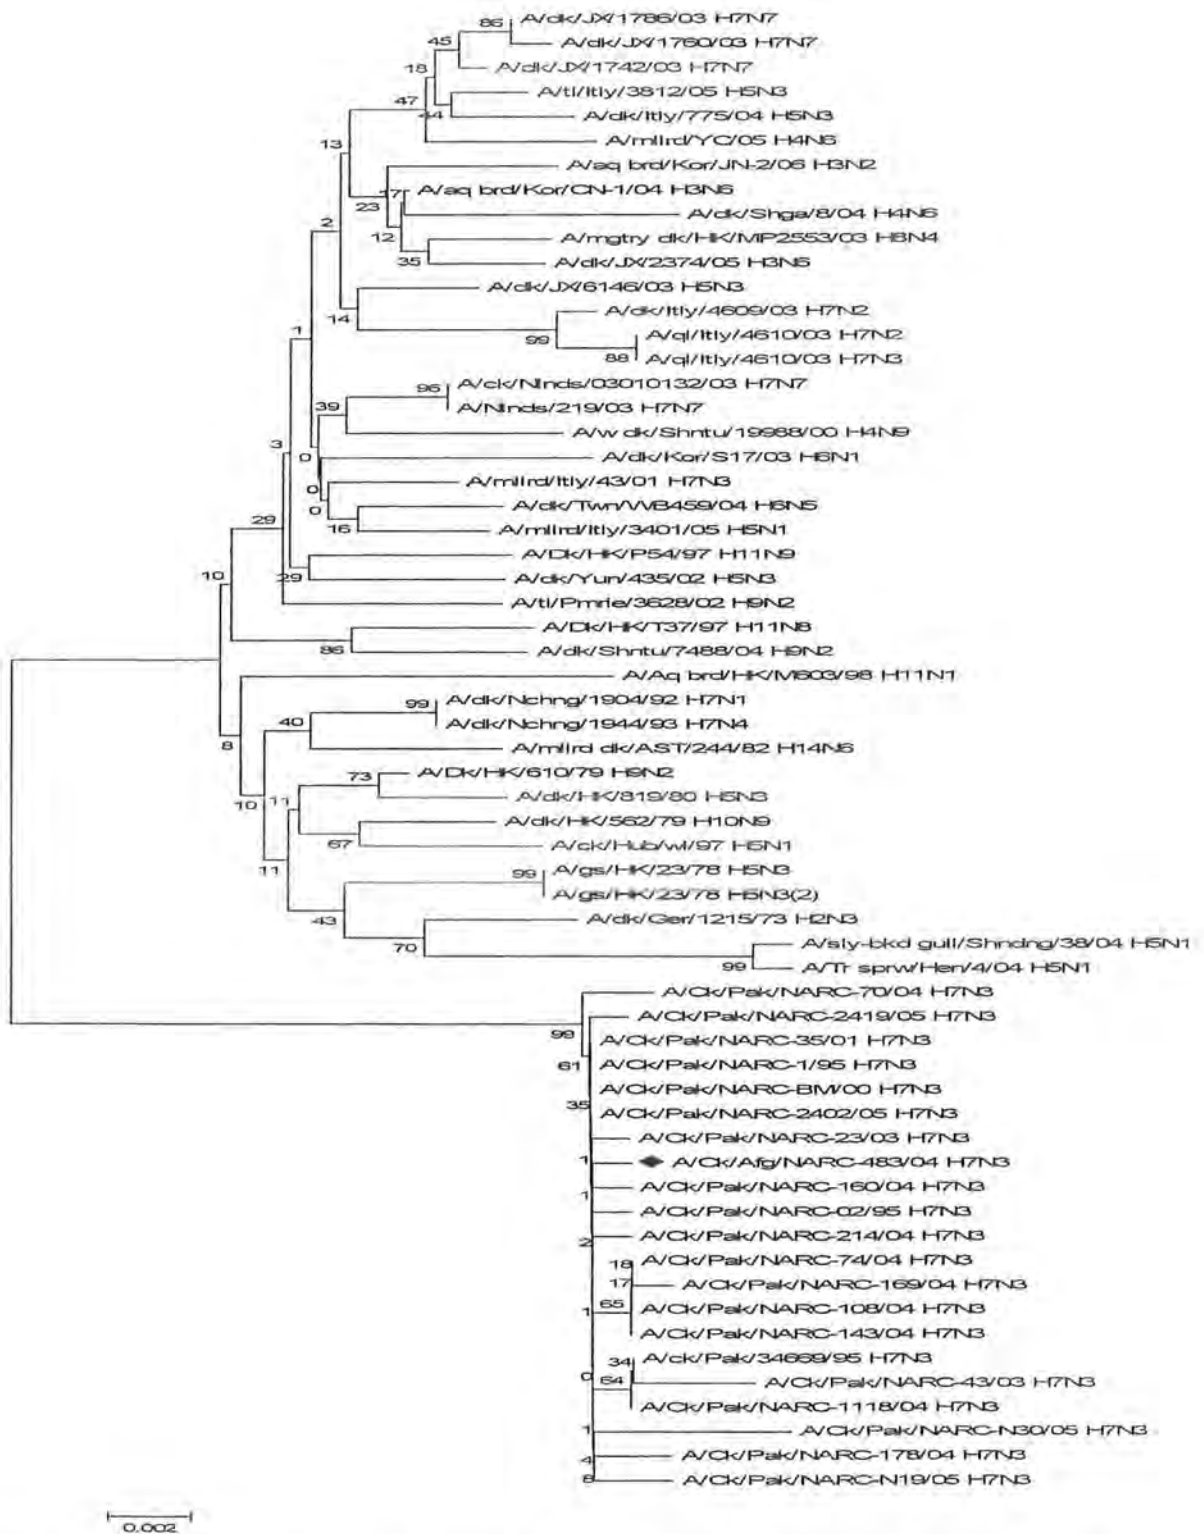 86 A/dk/JX/1786/03 H7N7
A/dk/JX/1760/03 H7N7
45
A/dk/JX/1742/03 H7N7
18
A/tl/Itly/3812/05 H5N3
47
44
A/dk/Itly/775/04 H5N3
A/mllrd/YC/05 H4N6
13
A/aq brd/Kor/JN-2/06 H3N2
17 A/aq brd/Kor/CN-1/04 H3N6
23
A/dk/Shga/8/04 H4N6
2
12
A/mgtry dk/HK/MP2553/03 H8N4
35
A/dk/JX/2374/05 H3N6
A/dk/JX/6146/03 H5N3
14
A/dk/Itly/4609/03 H7N2
1
99
A/ql/Itly/4610/03 H7N2
88 A/ql/Itly/4610/03 H7N3
96 A/ck/Nlnds/03010132/03 H7N7
39
A/Nlnds/219/03 H7N7
A/w dk/Shntu/19988/00 H4N9
3
0
A/dk/Kor/S17/03 H6N1
A/mllrd/Itly/43/01 H7N3
0
0
A/dk/Twn/WB459/04 H6N5
16
A/mllrd/Itly/3401/05 H5N1
29
A/Dk/HK/P54/97 H11N9
29
A/dk/Yun/435/02 H5N3
10
A/tl/Pmrie/3628/02 H9N2
A/Dk/HK/T37/97 H11N8
86
A/dk/Shntu/7488/04 H9N2
A/Aq brd/HK/M603/98 H11N1
99 A/dk/Nchng/1904/92 H7N1
40
A/dk/Nchng/1944/93 H7N4
8
A/mllrd dk/AST/244/82 H14N6
73
A/Dk/HK/610/79 H9N2
10
11
A/dk/HK/819/80 H5N3
A/dk/HK/562/79 H10N9
67
A/ck/Hub/wl/97 H5N1
11
99 A/gs/HK/23/78 H5N3
A/gs/HK/23/78 H5N3(2)
43
A/dk/Ger/1215/73 H2N3
70
A/sly-bkd gull/Shndng/38/04 H5N1
99
A/Tr sprw/Hen/4/04 H5N1
A/Ck/Pak/NARC-70/04 H7N3
A/Ck/Pak/NARC-2419/05 H7N3
99
A/Ck/Pak/NARC-35/01 H7N3
61
A/Ck/Pak/NARC-1/95 H7N3
A/Ck/Pak/NARC-BM/00 H7N3
35
A/Ck/Pak/NARC-2402/05 H7N3
A/Ck/Pak/NARC-23/03 H7N3
1
A/Ck/Afg/NARC-483/04 H7N3
A/Ck/Pak/NARC-160/04 H7N3
1
A/Ck/Pak/NARC-02/95 H7N3
A/Ck/Pak/NARC-214/04 H7N3
2
18 A/Ck/Pak/NARC-74/04 H7N3
17 A/Ck/Pak/NARC-169/04 H7N3
1 65 A/Ck/Pak/NARC-108/04 H7N3
A/Ck/Pak/NARC-143/04 H7N3
34 A/ck/Pak/34669/95 H7N3
0 64 A/Ck/Pak/NARC-43/03 H7N3
A/Ck/Pak/NARC-1118/04 H7N3
1 A/Ck/Pak/NARC-N30/05 H7N3
4 A/Ck/Pak/NARC-178/04 H7N3
8 A/Ck/Pak/NARC-N19/05 H7N3
0.002